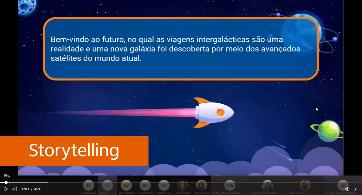 Bem-vindo ao futuro, no qual as viagens intergalácticas são uma
realidade e uma nova galáxia foi descoberta por meio dos avançados
satélites do mundo atual.
Storytelling
Play